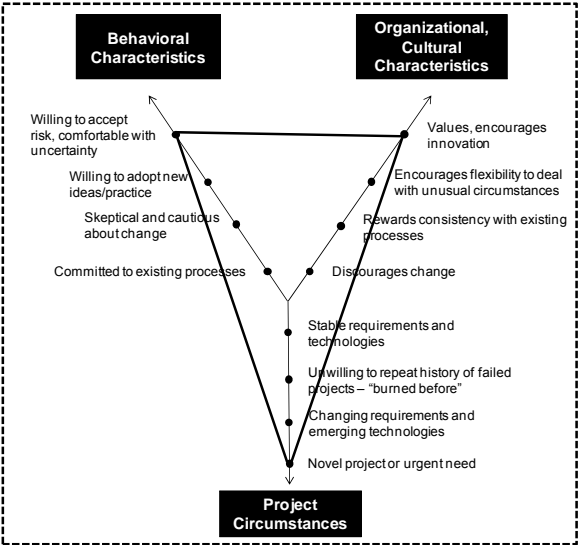 Behavioral
Characteristics
Organizational,
Cultural
Characteristics
Willing to accept
risk, comfortable with
uncertainty
Values, encourages
innovation
Willing to adopt new
ideas/practice
Encourages flexibility to deal
with unusual circumstances
Skeptical and cautious
about change
Rewards consistency with existing
processes
Committed to existing processes
Discourages change
Stable requirements and
technologies
Unwilling to repeat history of failed
projects – “burned before”
Changing requirements and
emerging technologies
Novel project or urgent need
Project
Circumstances